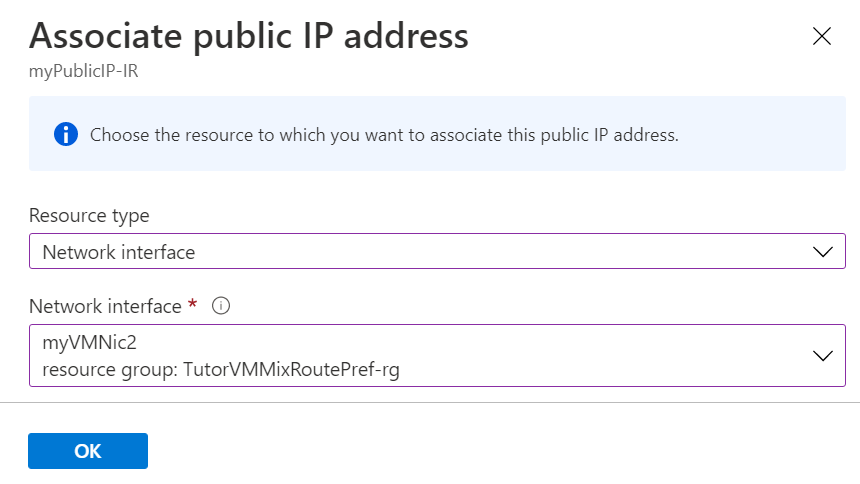 Associate public IP address
myPublicIP-IR
Choose the resource to which you want to associate this public IP address.
Resource type
Network interface
Network interface *
myVMNic2
resource group: TutorVMMixRoutePref-rg
OK